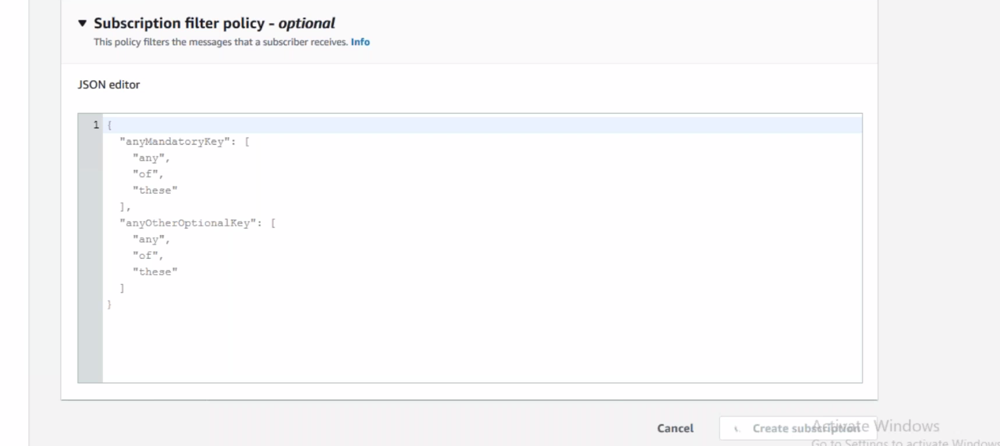 Subscription filter policy - optional
This policy filters the messages that a subscriber receives. Info
JSON editor
1 {
"anyMandatoryKey": [
"any",
"of",
"these"
],
"anyOtherOptionalKey": [
"any",
"of",
"these"
]
}
Cancel
Create subscription
Activate Windows
Go to Settings to activate Windows